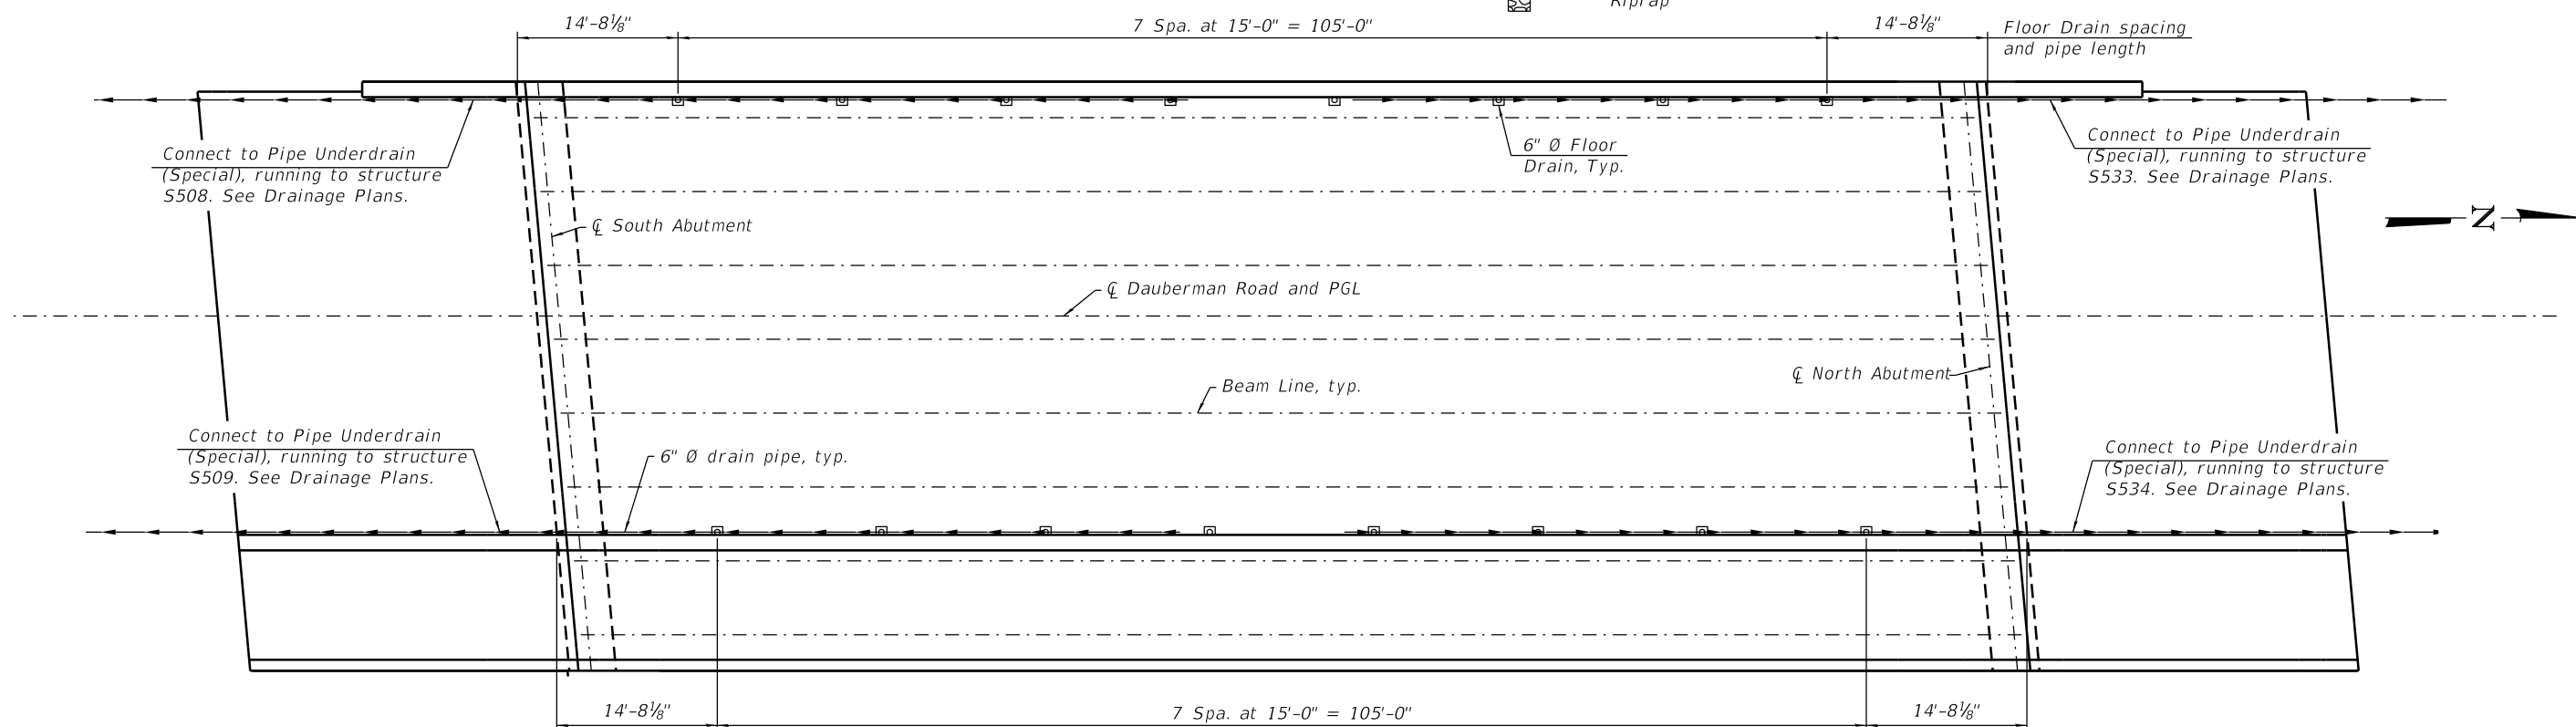 Riprap
14'-8⅛"
7 Spa. at 15'-0" = 105'-0"
14'-8⅛"
Floor Drain spacing
and pipe length
Connect to Pipe Underdrain
(Special), running to structure
S508. See Drainage Plans.
6" Ø Floor
Drain, Typ.
Connect to Pipe Underdrain
(Special), running to structure
S533. See Drainage Plans.
N
℄ South Abutment
℄ Dauberman Road and PGL
℄ North Abutment
Beam Line, typ.
Connect to Pipe Underdrain
(Special), running to structure
S509. See Drainage Plans.
6" Ø drain pipe, typ.
Connect to Pipe Underdrain
(Special), running to structure
S534. See Drainage Plans.
14'-8⅛"
7 Spa. at 15'-0" = 105'-0"
14'-8⅛"